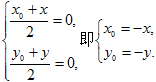 {(x₀+x)/2=0, (y₀+y)/2=0, 即 {x₀=-x, y₀=-y.